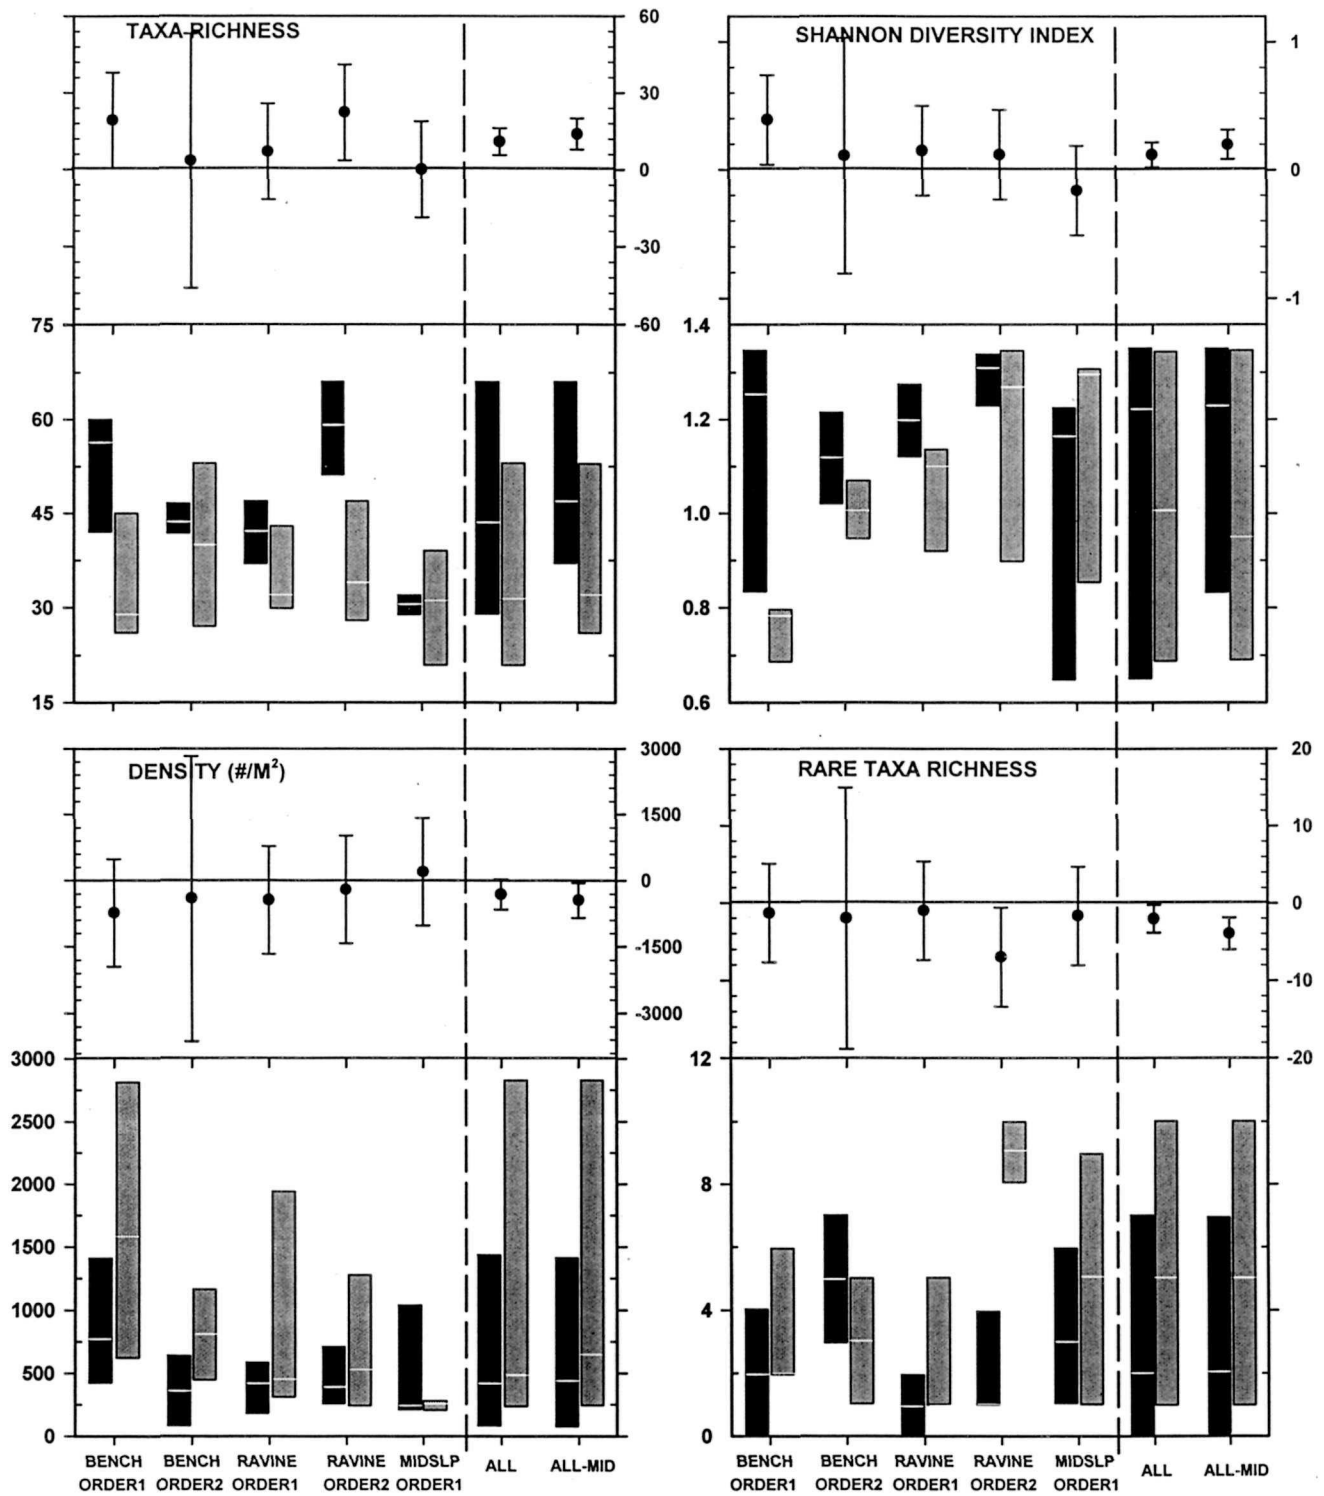 TAXA RICHNESS
60
30
0
-30
-60
75
60
45
30
15
SHANNON DIVERSITY INDEX
1
0
-1
1.4
1.2
1.0
0.8
0.6
DENSITY (#/M²)
3000
1500
0
-1500
-3000
3000
2500
2000
1500
1000
500
0
BENCH ORDER1
BENCH ORDER2
RAVINE ORDER1
RAVINE ORDER2
MIDSLP ORDER1
ALL
ALL-MID
RARE TAXA RICHNESS
20
10
0
-10
-20
12
8
4
0
BENCH ORDER1
BENCH ORDER2
RAVINE ORDER1
RAVINE ORDER2
MIDSLP ORDER1
ALL
ALL-MID